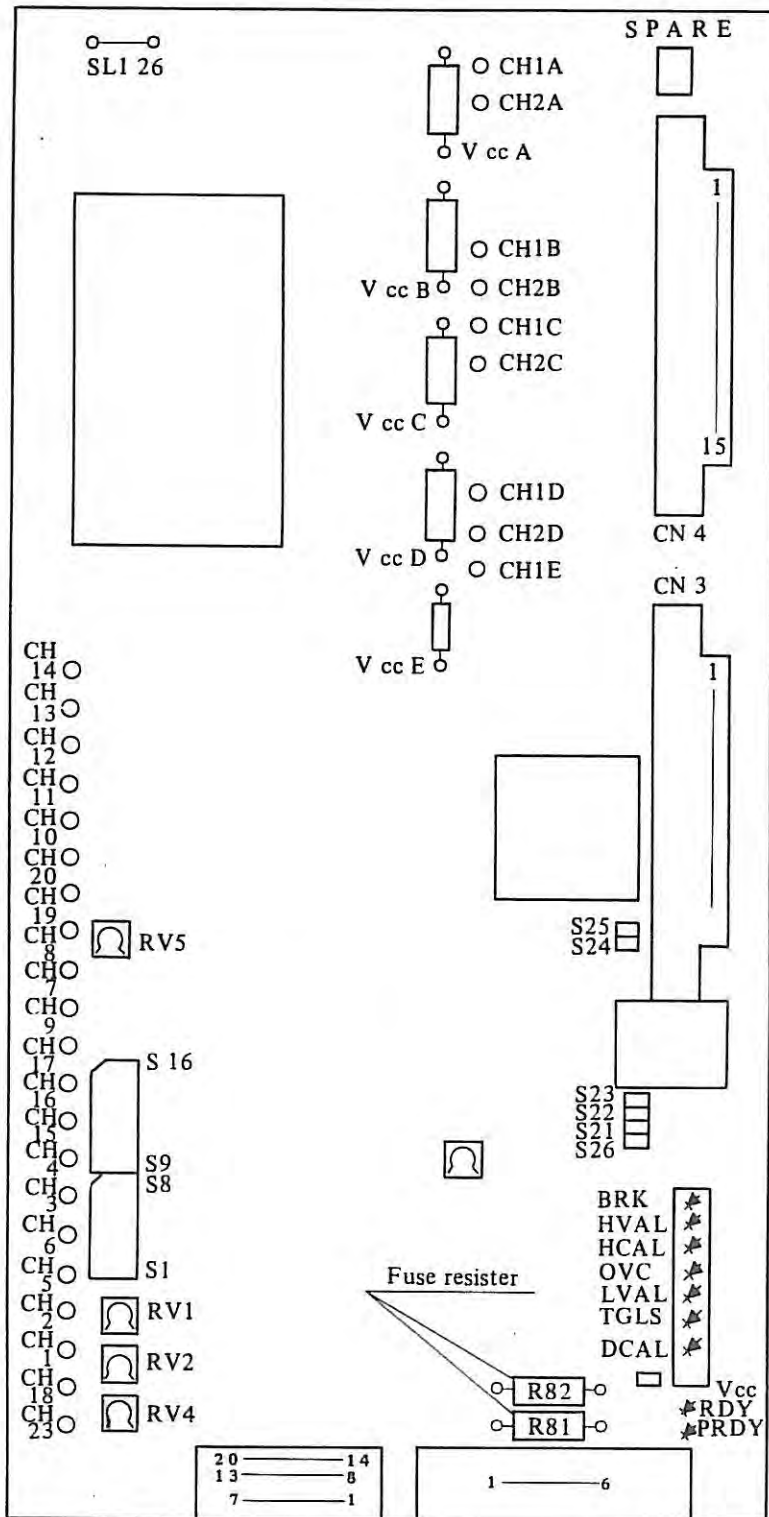 SPARE
SL1 26
CH1A
CH2A
V cc A
1
CH1B
V cc B
CH2B
CH1C
CH2C
V cc C
15
CH1D
CN 4
CH2D
V cc D
CH1E
CN 3
V cc E
1
CH
14
CH
13
CH
12
CH
11
CH
10
CH
20
CH
19
CH
8
RV5
S25
S24
CH
7
CH
9
CH
17
S 16
CH
16
CH
15
CH
4
S9
S8
CH
3
CH
6
CH
5
S1
S23
S22
S21
S26
BRK
HVAL
HCAL
OVC
LVAL
TGLS
DCAL
Fuse resister
CH
2
RV1
CH
1
RV2
CH
18
RV4
CH
23
R82
R81
Vcc
RDY
PRDY
20 14
13 8
7 1
1 6